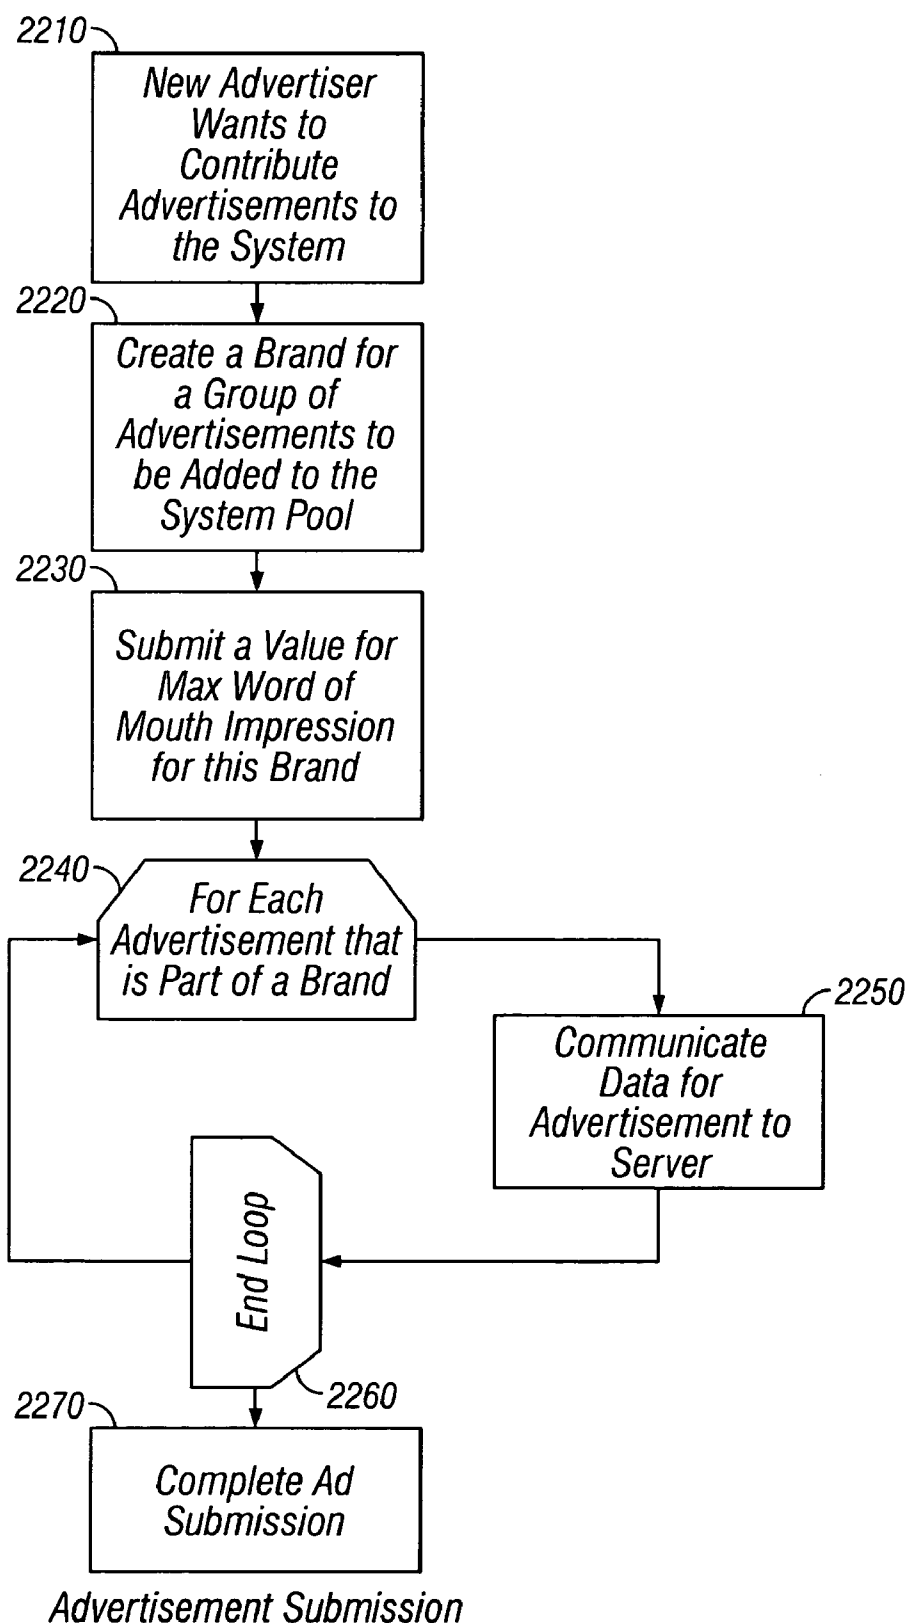 2210
New Advertiser
Wants to
Contribute
Advertisements to
the System
2220
Create a Brand for
a Group of
Advertisements to
be Added to the
System Pool
2230
Submit a Value for
Max Word of
Mouth Impression
for this Brand
2240
For Each
Advertisement that
is Part of a Brand
2250
Communicate
Data for
Advertisement to
Server
End Loop
2260
2270
Complete Ad
Submission
Advertisement Submission